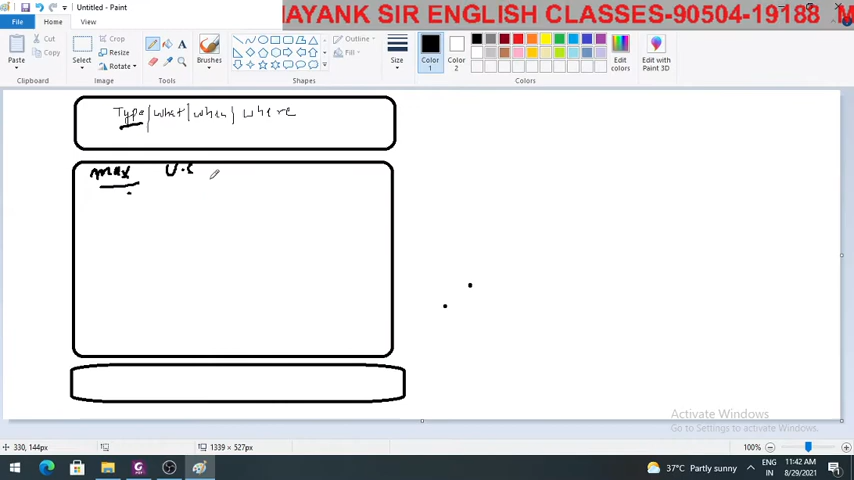 Untitled - Paint
AYANK SIR ENGLISH CLASSES-90504-19188 M
File Home View
Paste Cut Copy Select Crop Resize Rotate Brushes Outline Fill Size Color 1 Color 2 Edit colors Edit with Paint 3D
Clipboard Image Tools Shapes Colors
Type|what|when|where
max U.S
Activate Windows
Go to Settings to activate Windows.
330, 144px 1339 × 527px 100%
37°C Partly sunny ENG IN 11:42 AM 8/29/2021